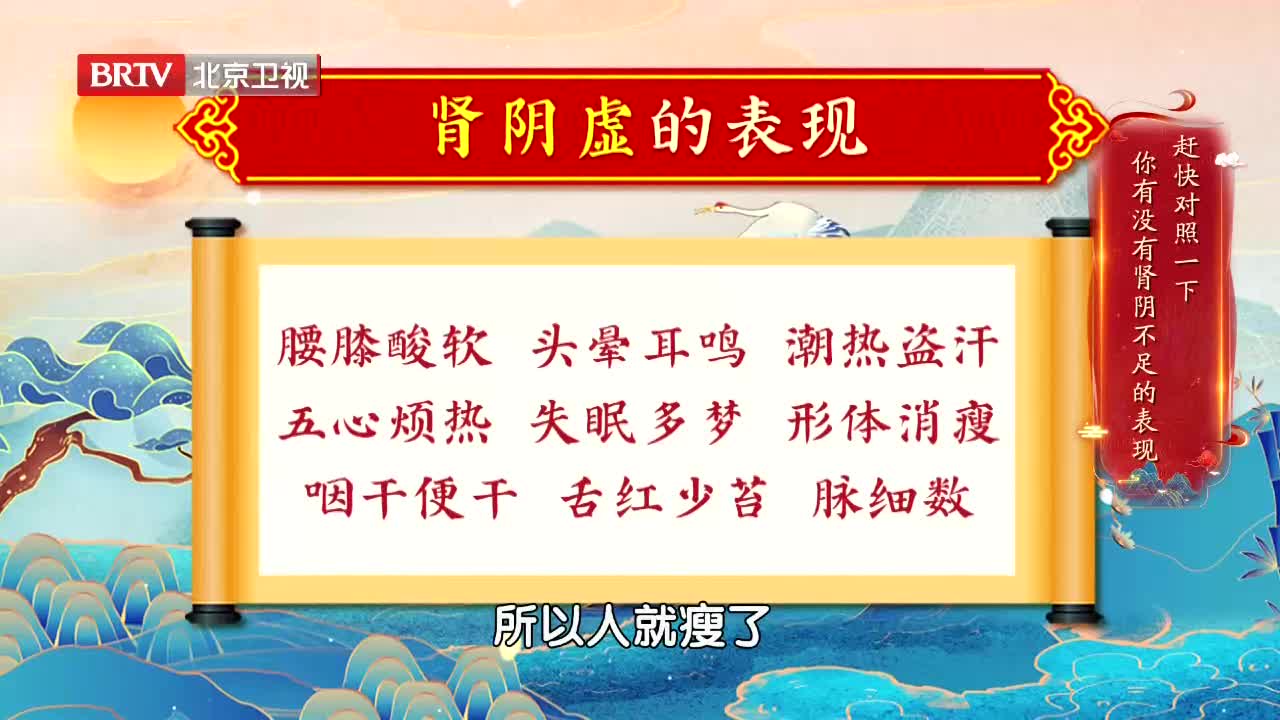 BRTV 北京卫视
肾阴虚的表现
赶快对照一下
你有没有肾阴不足的表现
腰膝酸软 头晕耳鸣 潮热盗汗
五心烦热 失眠多梦 形体消瘦
咽干便干 舌红少苔 脉细数
所以人就瘦了